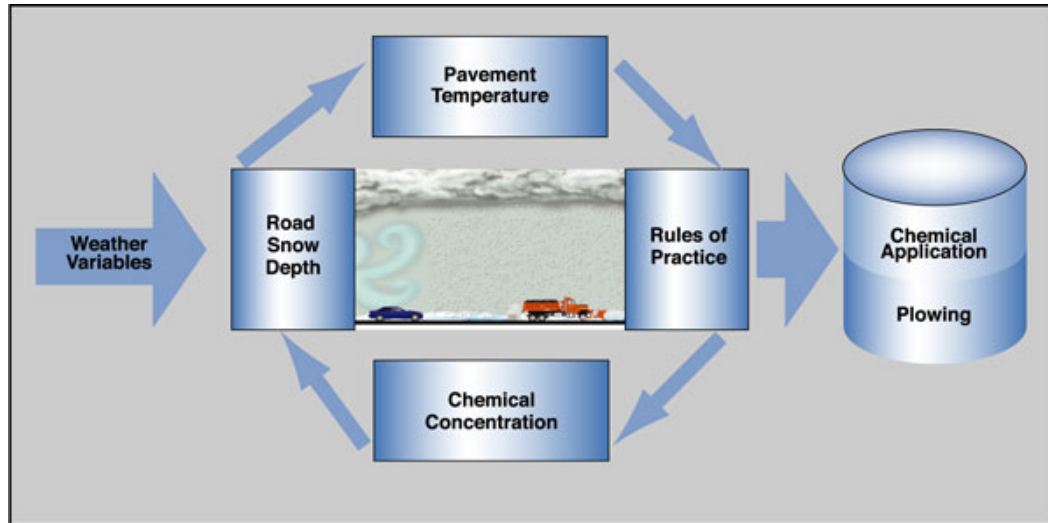 Pavement
Temperature
Weather
Variables
Road
Snow
Depth
Rules of
Practice
Chemical
Application
Plowing
Chemical
Concentration